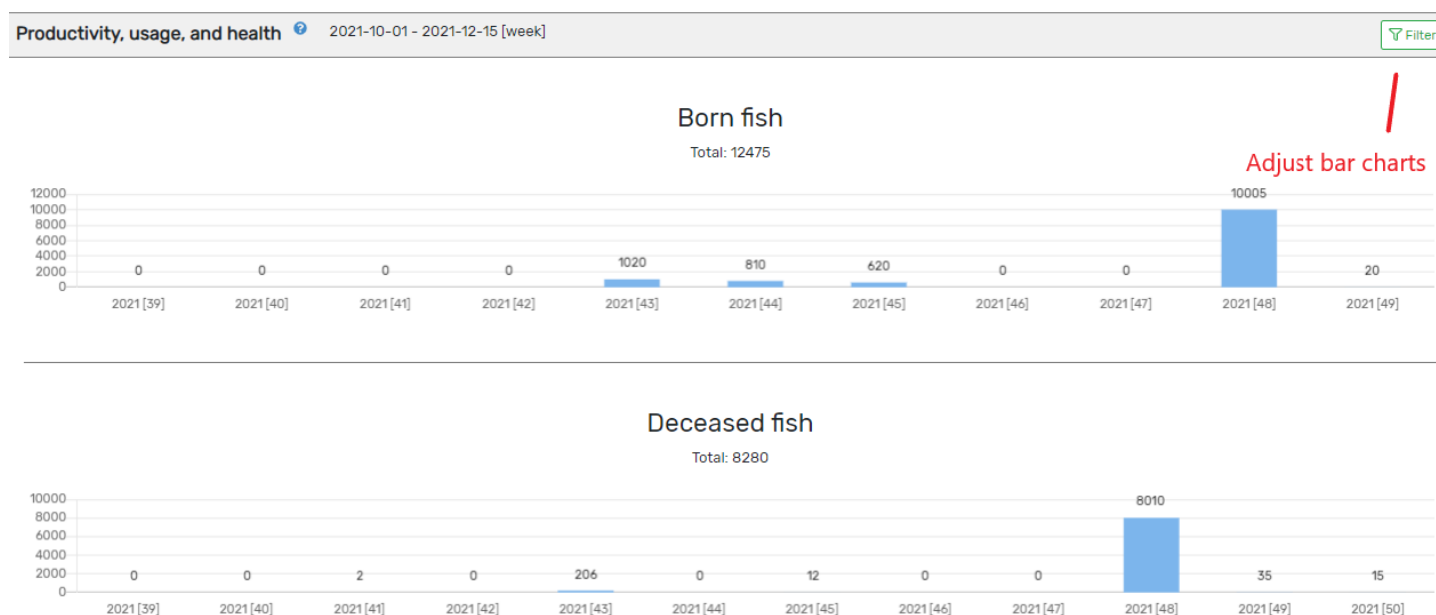 Productivity, usage, and health ? 2021-10-01 - 2021-12-15 [week] Filter
Adjust bar charts
Born fish
Total: 12475
12000
10000
8000
6000
4000
2000
0
0 0 0 0 1020 810 620 0 0 10005 20
2021 [39] 2021 [40] 2021 [41] 2021 [42] 2021 [43] 2021 [44] 2021 [45] 2021 [46] 2021 [47] 2021 [48] 2021 [49]
Deceased fish
Total: 8280
10000
8000
6000
4000
2000
0
0 0 2 0 206 0 12 0 0 8010 35 15
2021 [39] 2021 [40] 2021 [41] 2021 [42] 2021 [43] 2021 [44] 2021 [45] 2021 [46] 2021 [47] 2021 [48] 2021 [49] 2021 [50]